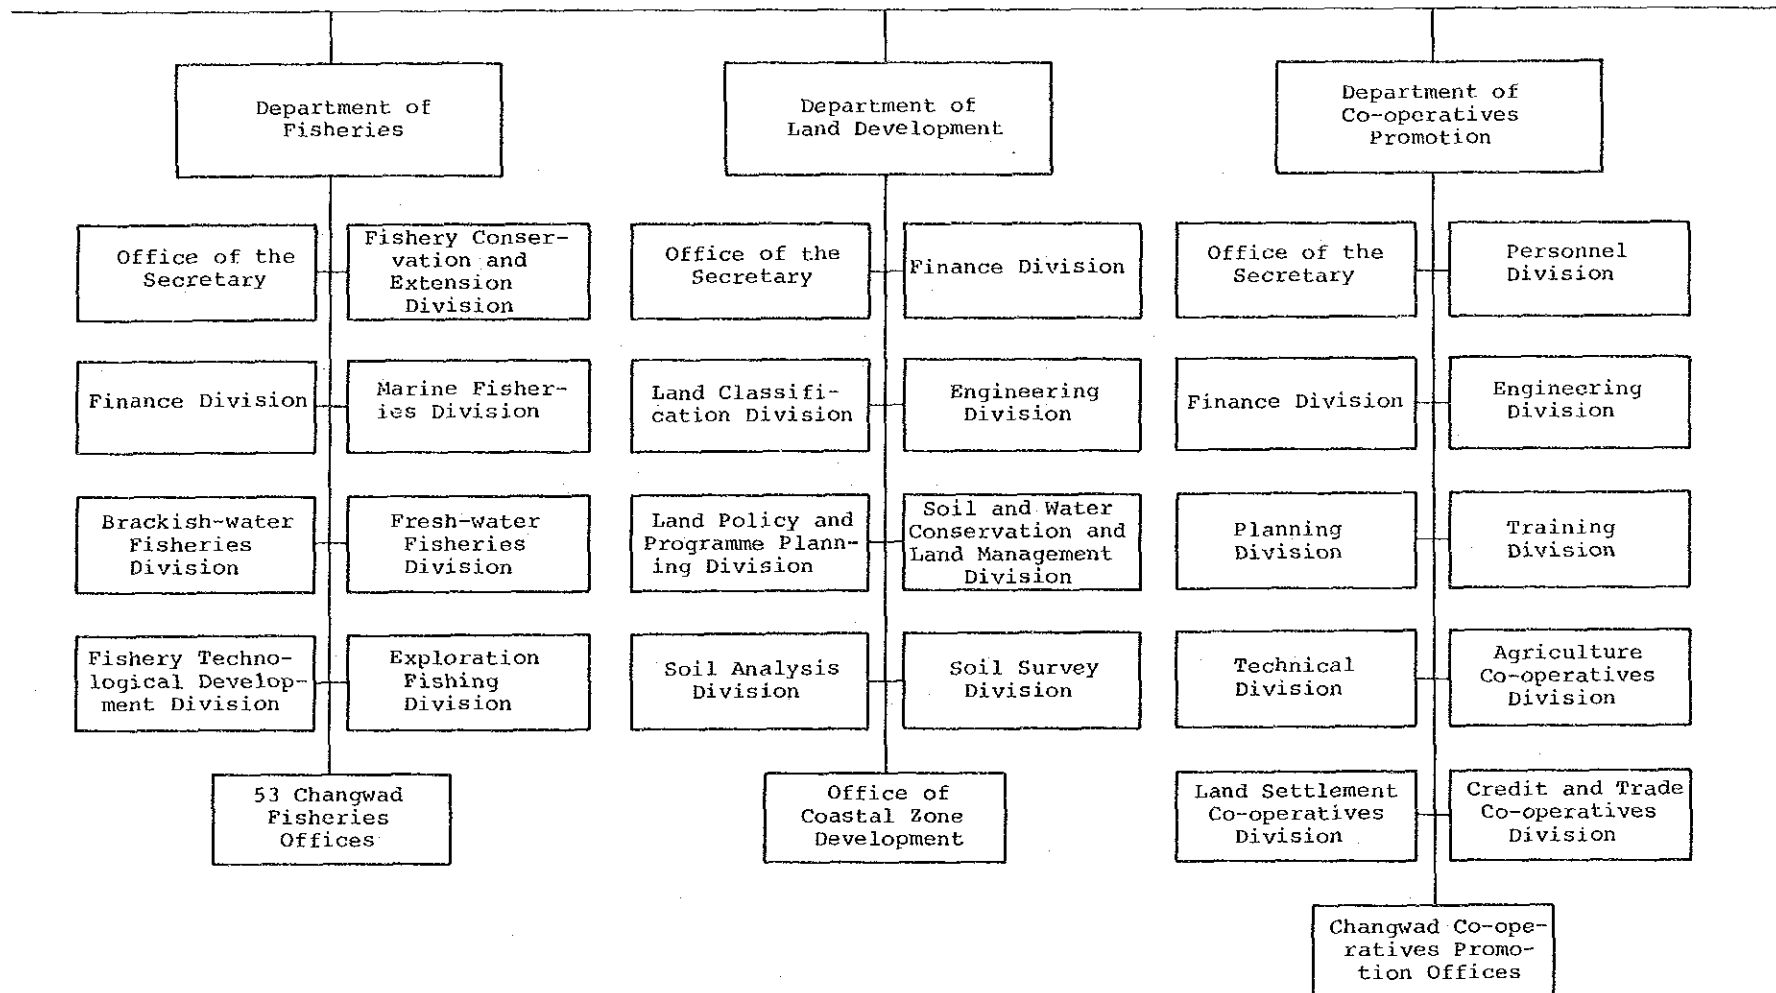 Department of
Fisheries
Department of
Land Development
Department of
Co-operatives
Promotion
Office of the
Secretary
Fishery Conser-
vation and
Extension
Division
Finance Division
Marine Fisher-
ies Division
Brackish-water
Fisheries
Division
Fresh-water
Fisheries
Division
Fishery Techno-
logical Develop-
ment Division
Exploration
Fishing
Division
53 Changwad
Fisheries
Offices
Office of the
Secretary
Finance Division
Land Classifi-
cation Division
Engineering
Division
Land Policy and
Programme Plann-
ing Division
Soil and Water
Conservation and
Land Management
Division
Soil Analysis
Division
Soil Survey
Division
Office of
Coastal Zone
Development
Office of the
Secretary
Personnel
Division
Finance Division
Engineering
Division
Planning
Division
Training
Division
Technical
Division
Agriculture
Co-operatives
Division
Land Settlement
Co-operatives
Division
Credit and Trade
Co-operatives
Division
Changwad Co-ope-
ratives Promo-
tion Offices